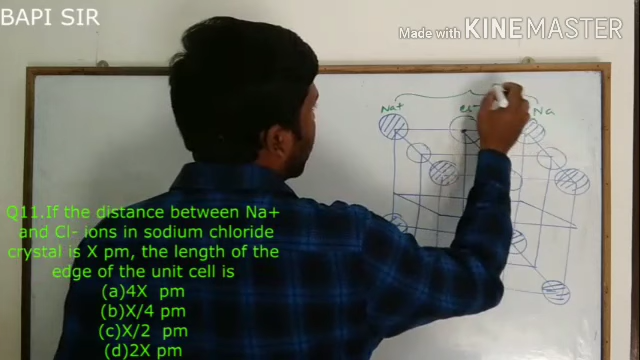 BAPI SIR
Made with KINEMASTER
Na+ Cl- Na
Q11.If the distance between Na+
and Cl- ions in sodium chloride
crystal is X pm, the length of the
edge of the unit cell is
(a)4X pm
(b)X/4 pm
(c)X/2 pm
(d)2X pm